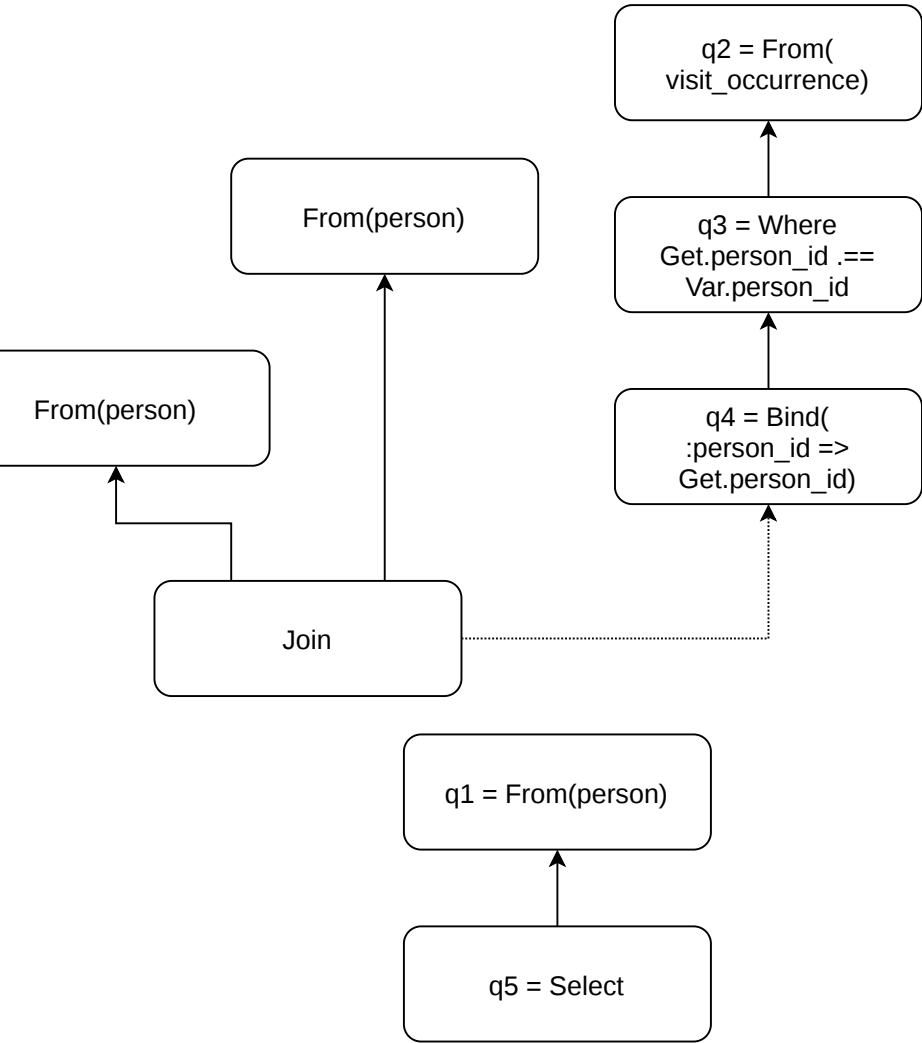 q2 = From(
visit_occurrence)
From(person)
q3 = Where
Get.person_id .==
Var.person_id
From(person)
q4 = Bind(
:person_id =>
Get.person_id)
Join
q1 = From(person)
q5 = Select